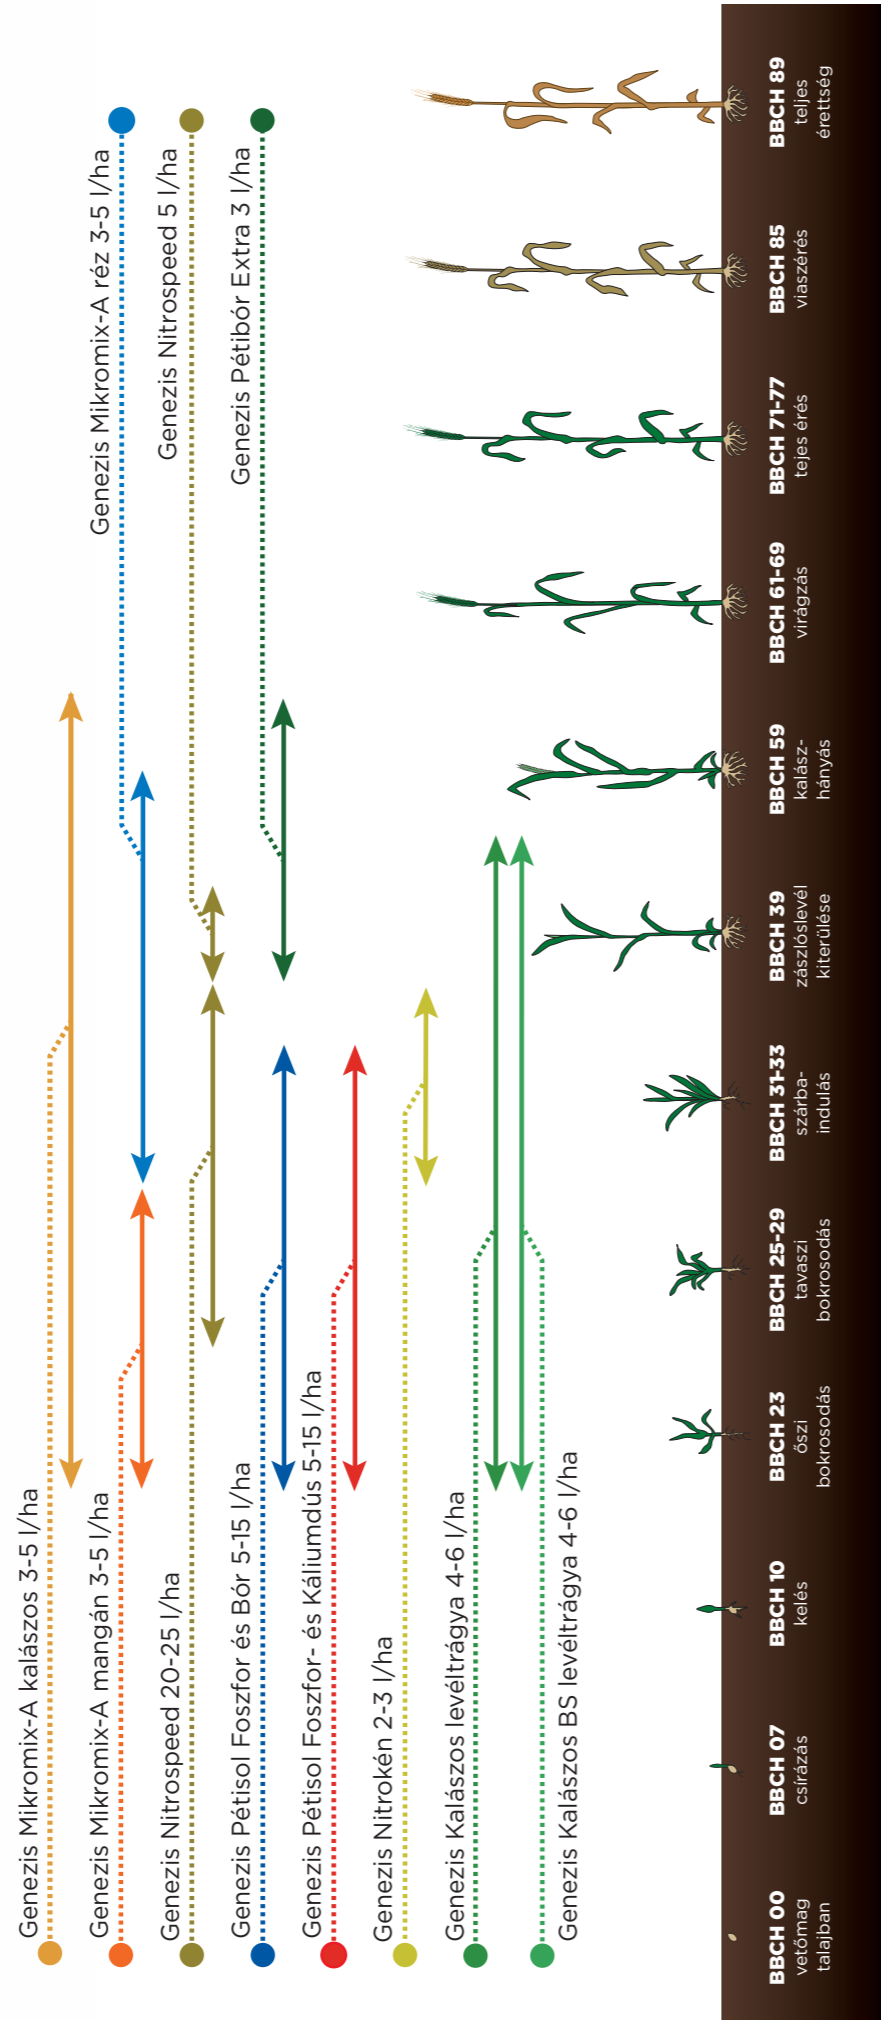 Genezis Mikromix-A kalászos 3-5 l/ha
Genezis Mikromix-A réz 3-5 l/ha
Genezis Mikromix-A mangán 3-5 l/ha
Genezis Nitrospeed 5 l/ha
Genezis Nitrospeed 20-25 l/ha
Genezis Pétibór Extra 3 l/ha
Genezis Pétisol Foszfor és Bór 5-15 l/ha
Genezis Pétisol Foszfor- és Káliumdús 5-15 l/ha
Genezis Nitrokén 2-3 l/ha
Genezis Kalászos levéltrágya 4-6 l/ha
Genezis Kalászos BS levéltrágya 4-6 l/ha
BBCH 00
vetőmag
talajban
BBCH 07
csírázás
BBCH 10
kelés
BBCH 23
őszi
bokrosodás
BBCH 25-29
tavaszi
bokrosodás
BBCH 31-33
szárba-
indulás
BBCH 39
zászlóslevél
kiterülése
BBCH 59
kalász-
hányás
BBCH 61-69
virágzás
BBCH 71-77
tejes érés
BBCH 85
viaszérés
BBCH 89
teljes
érettség